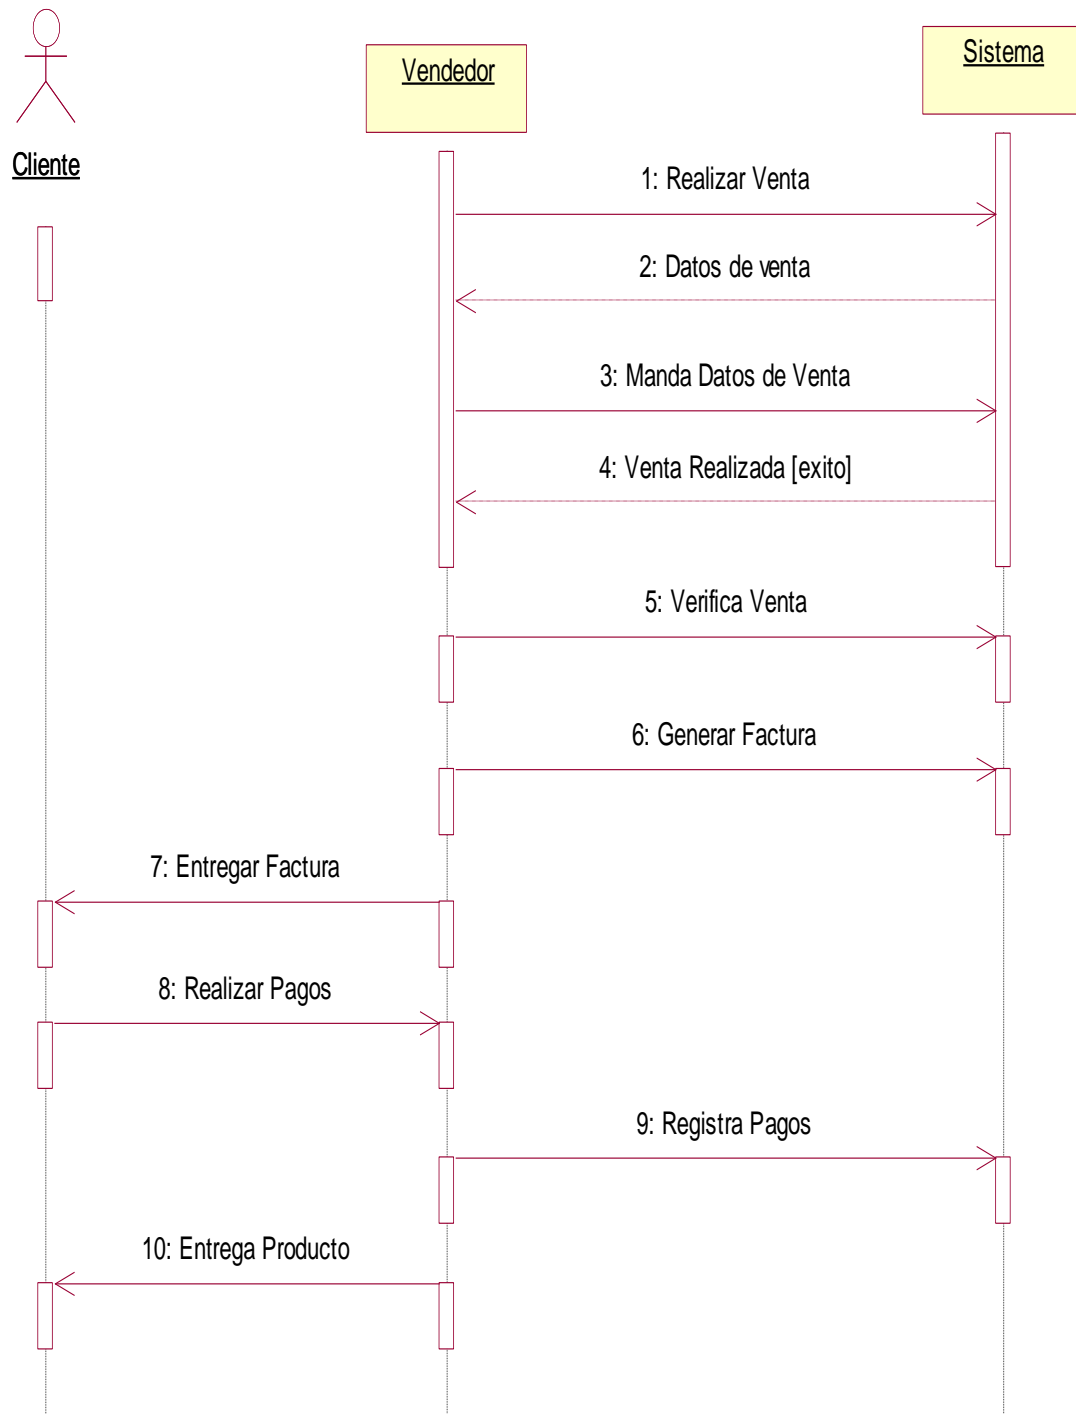 Cliente
Vendedor
Sistema
1: Realizar Venta
2: Datos de venta
3: Manda Datos de Venta
4: Venta Realizada [exito]
5: Verifica Venta
6: Generar Factura
7: Entregar Factura
8: Realizar Pagos
9: Registra Pagos
10: Entrega Producto